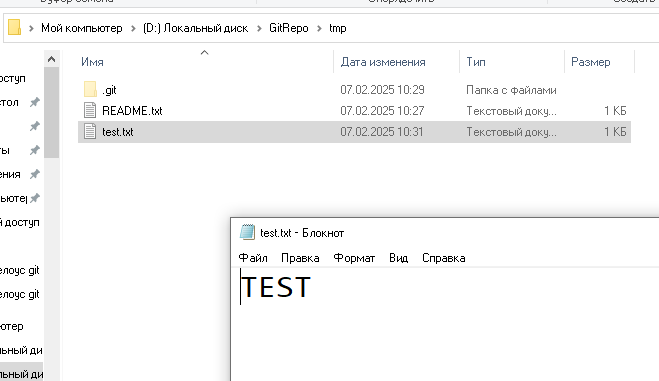 Мой компьютер > (D:) Локальный диск > GitRepo > tmp
Имя Дата изменения Тип Размер
.git 07.02.2025 10:29 Папка с файлами
README.txt 07.02.2025 10:27 Текстовый доку... 1 КБ
test.txt 07.02.2025 10:31 Текстовый доку... 1 КБ
оступ
стол
ты
ения
пьютер
й доступ
елоус git
елоус git
ютер
льный ди
льный ди
test.txt - Блокнот
Файл Правка Формат Вид Справка
TEST